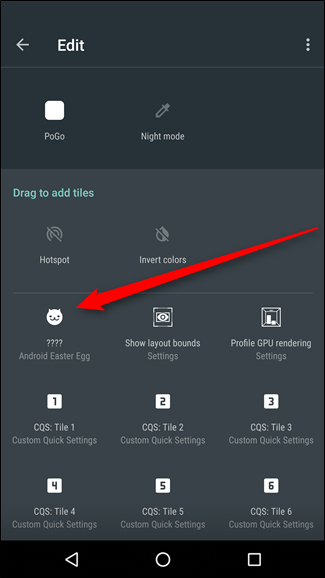 Edit
PoGo
Night mode
Drag to add tiles
Hotspot
Invert colors
????
Android Easter Egg
Show layout bounds
Settings
Profile GPU rendering
Settings
1
CQS: Tile 1
Custom Quick Settings
2
CQS: Tile 2
Custom Quick Settings
3
CQS: Tile 3
Custom Quick Settings
4
CQS: Tile 4
Custom Quick Settings
5
CQS: Tile 5
Custom Quick Settings
6
CQS: Tile 6
Custom Quick Settings